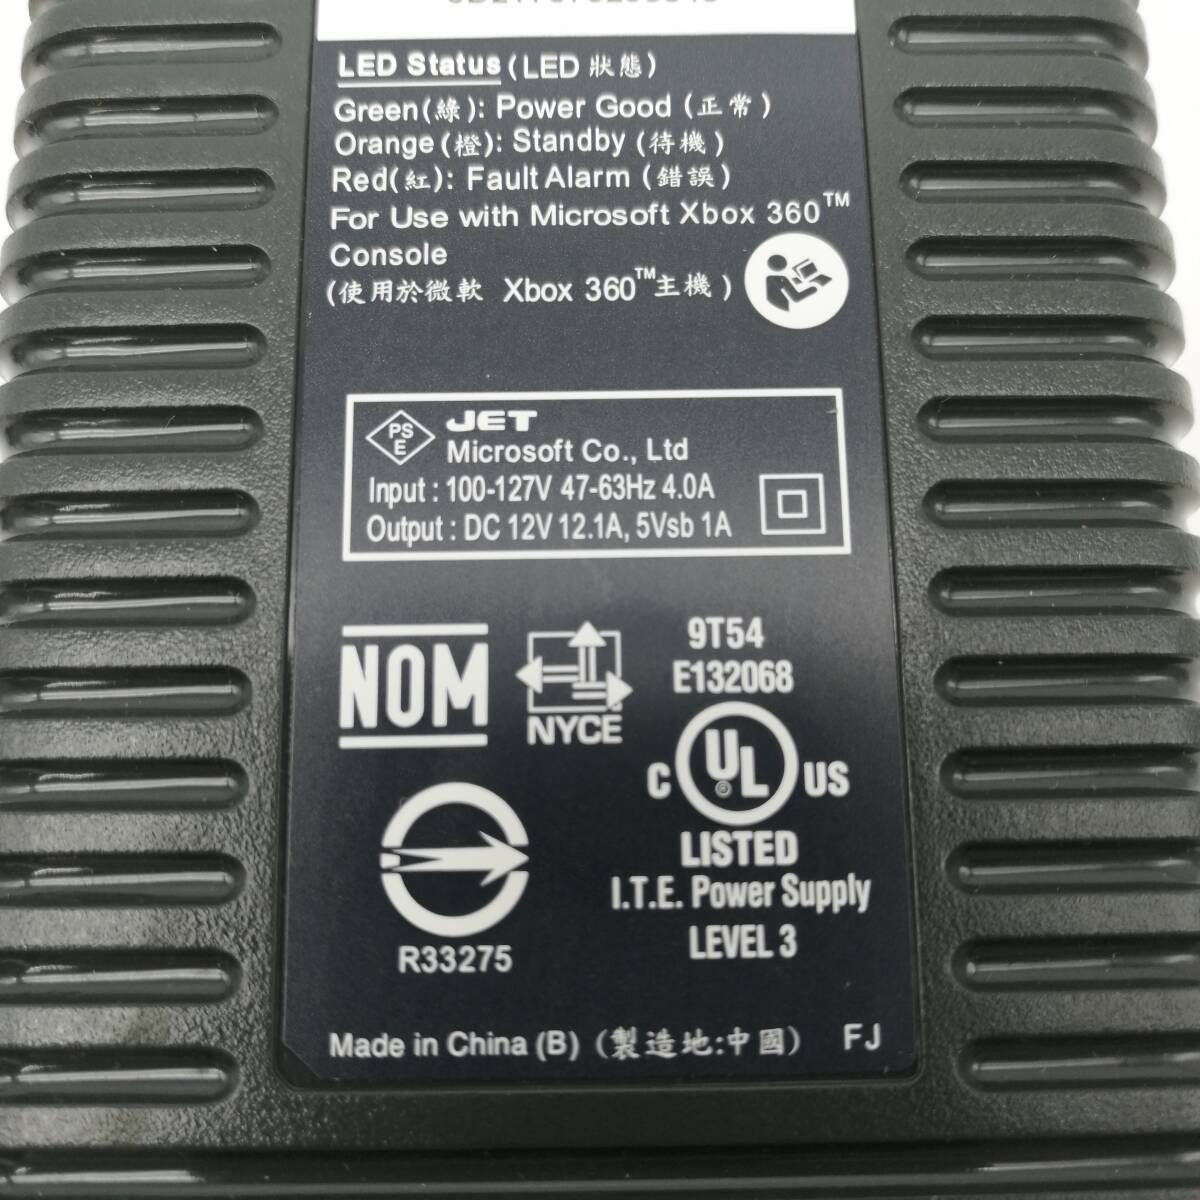 LED Status (LED 狀態)
Green(綠): Power Good (正常)
Orange(橙): Standby (待機)
Red(紅): Fault Alarm (錯誤)
For Use with Microsoft Xbox 360™
Console
(使用於微軟 Xbox 360™主機)
PS
E
JET
Microsoft Co., Ltd
Input : 100-127V 47-63Hz 4.0A
Output : DC 12V 12.1A, 5Vsb 1A
NOM
NYCE
9T54
E132068
C UL® US
LISTED
I.T.E. Power Supply
LEVEL 3
R33275
Made in China (B) (製造地:中國) FJ